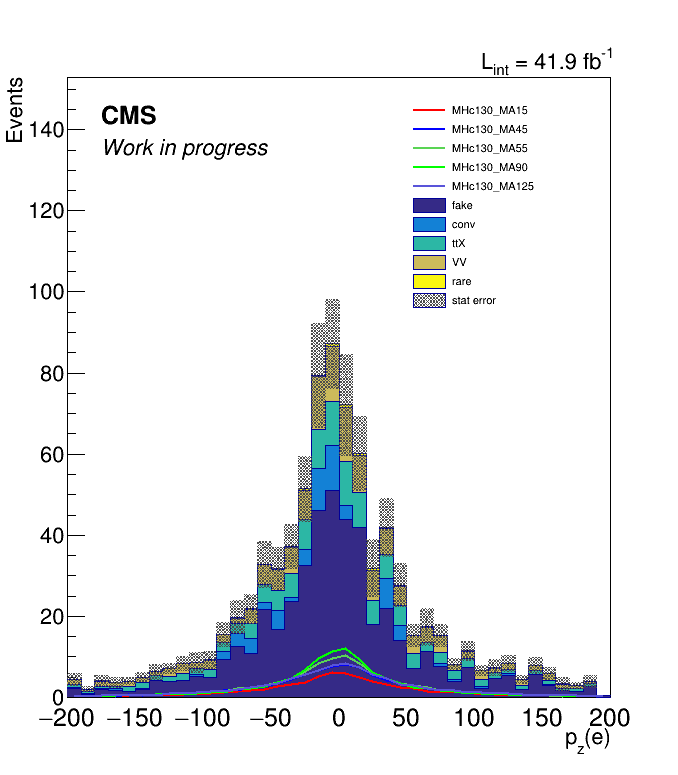 L_int = 41.9 fb^-1
Events
CMS
Work in progress
MHc130_MA15
MHc130_MA45
MHc130_MA55
MHc130_MA90
MHc130_MA125
fake
conv
ttX
VV
rare
stat error
140
120
100
80
60
40
20
0
−200 −150 −100 −50 0 50 100 150 200
p_z(e)